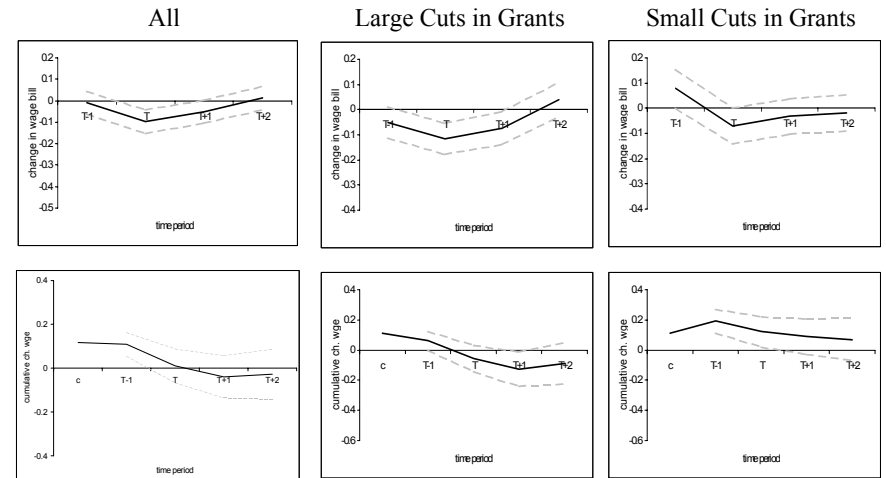 All
Large Cuts in Grants
Small Cuts in Grants
change in wage bill
0.2
0.1
0
-0.1
-0.2
-0.3
-0.4
-0.5
T-1
T
T+1
T+2
time period
change in wage bill
0.2
0.1
0
-0.1
-0.2
-0.3
-0.4
T-1
T
T+1
T+2
time period
change in wage bill
0.2
0.1
0
-0.1
-0.2
-0.3
-0.4
T-1
T
T+1
T+2
time period
cumulative ch. wge
0.4
0.2
0
-0.2
-0.4
c
T-1
T
T+1
T+2
time period
cumulative ch. wge
0.4
0.2
0
-0.2
-0.4
-0.6
c
T-1
T
T+1
T+2
time period
cumulative ch. wge
0.4
0.2
0
-0.2
-0.4
-0.6
c
T-1
T
T+1
T+2
time period